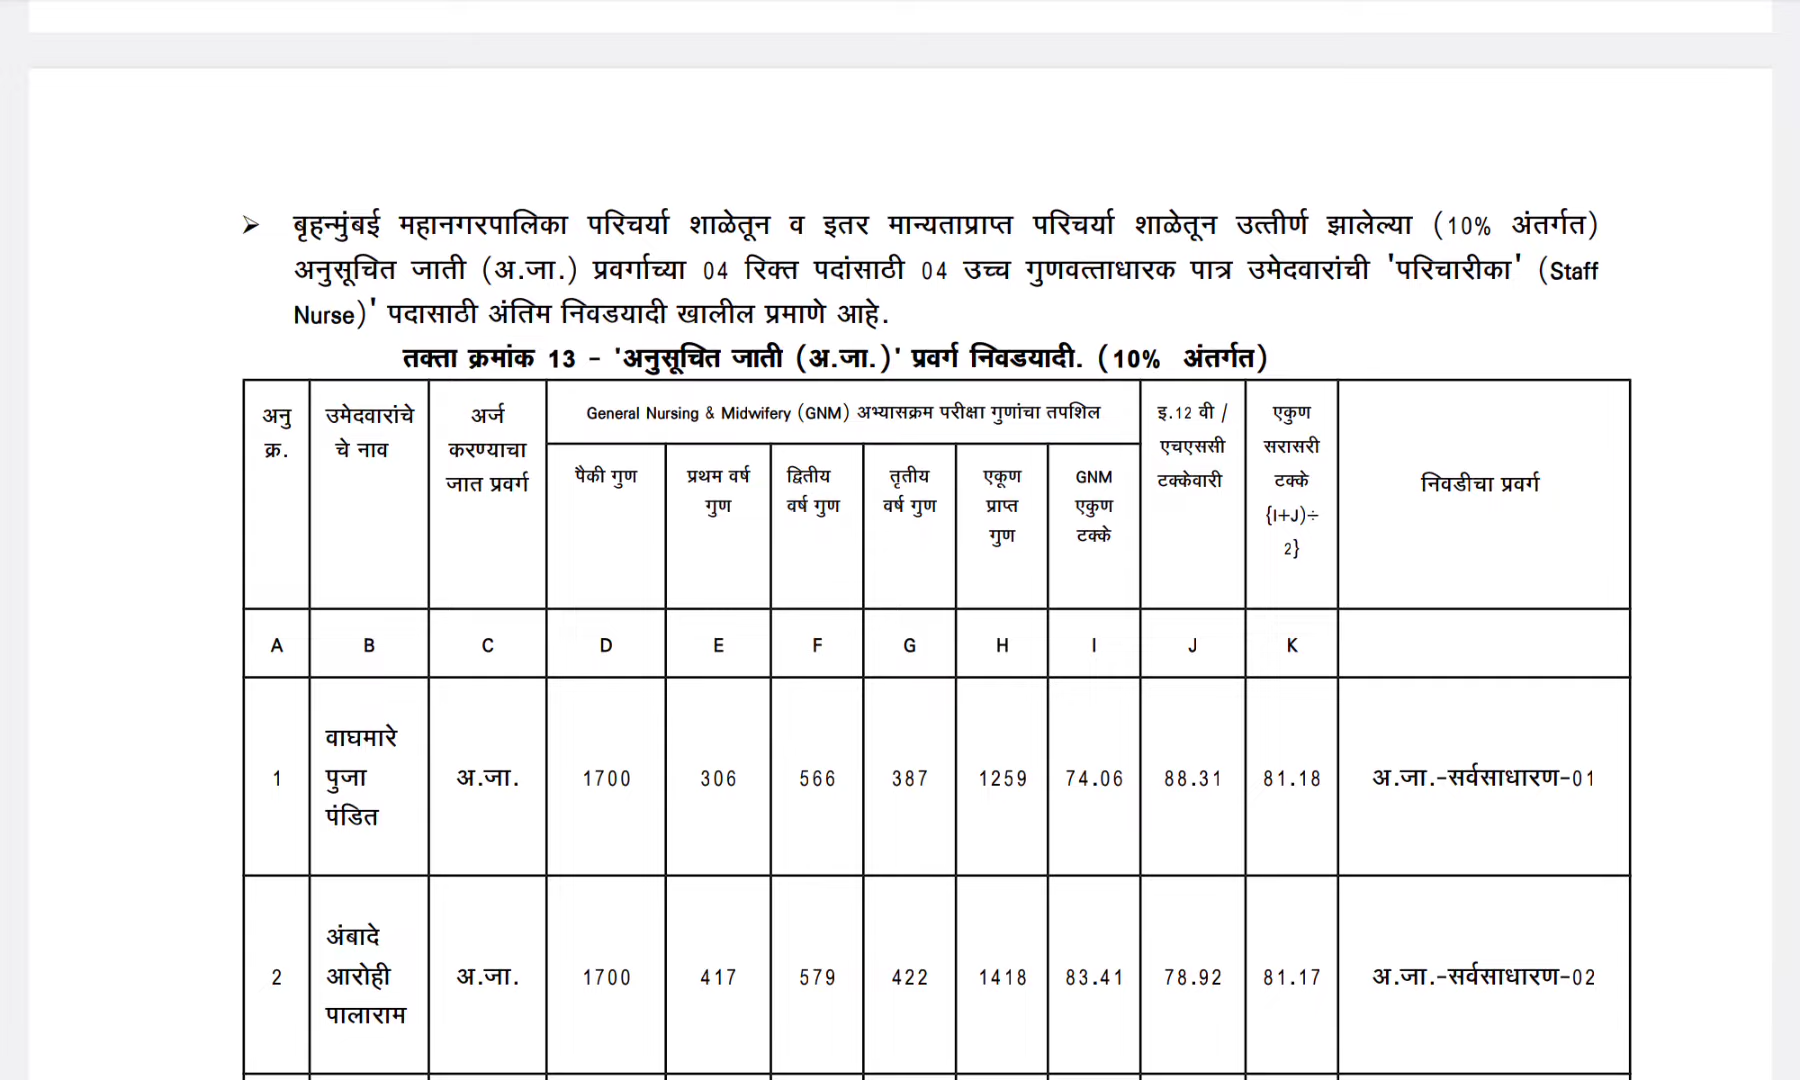 ➢ बृहन्मुंबई महानगरपालिका परिचर्या शाळेतून व इतर मान्यताप्राप्त परिचर्या शाळेतून उत्तीर्ण झालेल्या (10% अंतर्गत)
अनुसूचित जाती (अ.जा.) प्रवर्गाच्या 04 रिक्त पदांसाठी 04 उच्च गुणवत्ताधारक पात्र उमेदवारांची 'परिचारीका' (Staff
Nurse)' पदासाठी अंतिम निवडयादी खालील प्रमाणे आहे.
तक्ता क्रमांक 13 - 'अनुसूचित जाती (अ.जा.)' प्रवर्ग निवडयादी. (10% अंतर्गत)
अनु
क्र.
उमेदवारांचे
चे नाव
अर्ज
करण्याचा
जात प्रवर्ग
General Nursing & Midwifery (GNM) अभ्यासक्रम परीक्षा गुणांचा तपशिल
पैकी गुण
प्रथम वर्ष
गुण
द्वितीय
वर्ष गुण
तृतीय
वर्ष गुण
एकूण
प्राप्त
गुण
GNM
एकुण
टक्के
इ.12 वी /
एचएससी
टक्केवारी
एकुण
सरासरी
टक्के
{I+J)÷
2}
निवडीचा प्रवर्ग
A B C D E F G H I J K
1
वाघमारे
पुजा
पंडित
अ.जा. 1700 306 566 387 1259 74.06 88.31 81.18 अ.जा.-सर्वसाधारण-01
2
अंबादे
आरोही
पालाराम
अ.जा. 1700 417 579 422 1418 83.41 78.92 81.17 अ.जा.-सर्वसाधारण-02